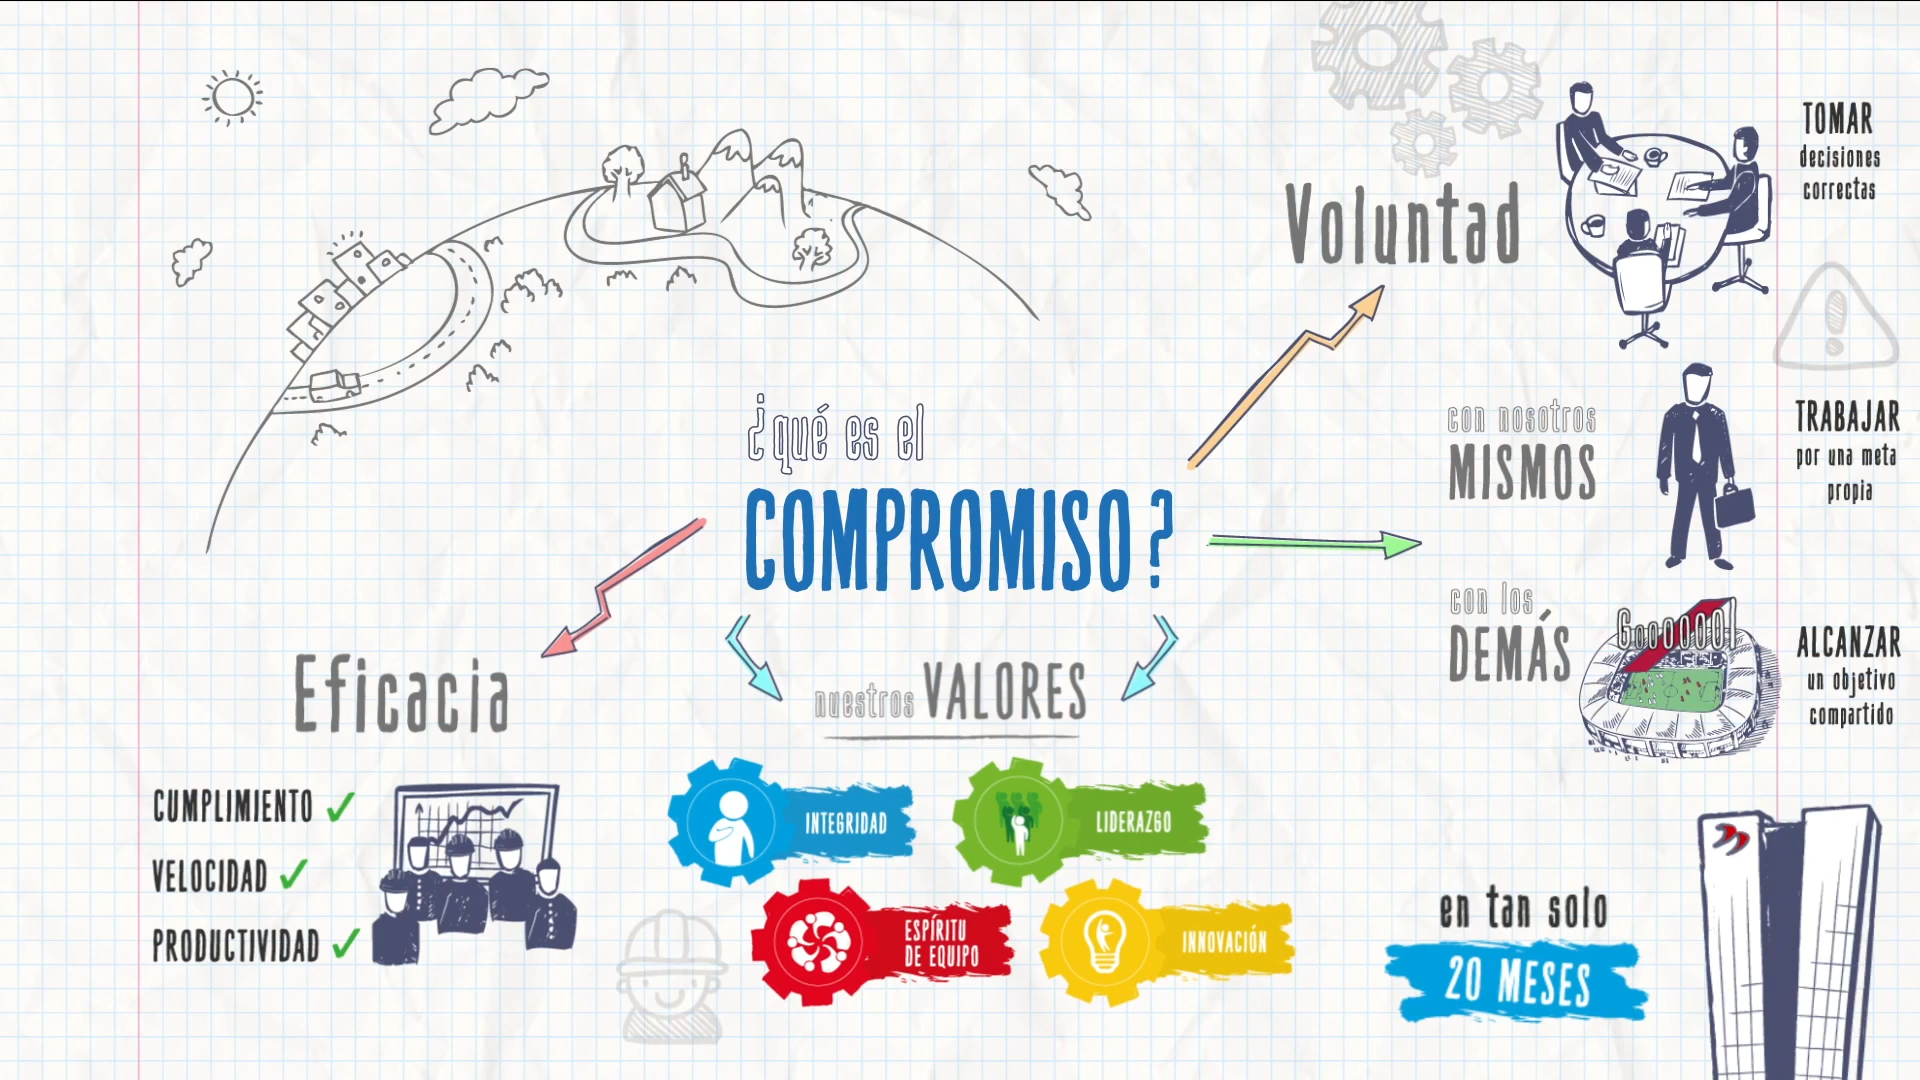 ¿qué es el
COMPROMISO?
Voluntad
TOMAR
decisiones
correctas
con nosotros
MISMOS
TRABAJAR
por una meta
propia
con los
DEMÁS
Gooooool
ALCANZAR
un objetivo
compartido
Eficacia
CUMPLIMIENTO
VELOCIDAD
PRODUCTIVIDAD
nuestros VALORES
INTEGRIDAD
LIDERAZGO
ESPÍRITU
DE EQUIPO
INNOVACIÓN
en tan solo
20 MESES